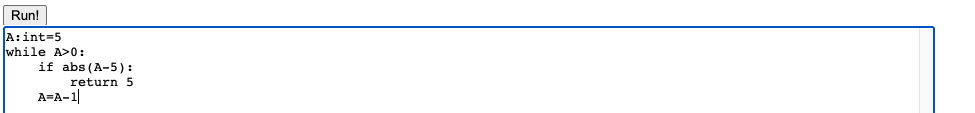 Run!
A:int=5
while A>0:
    if abs(A-5):
        return 5
    A=A-1